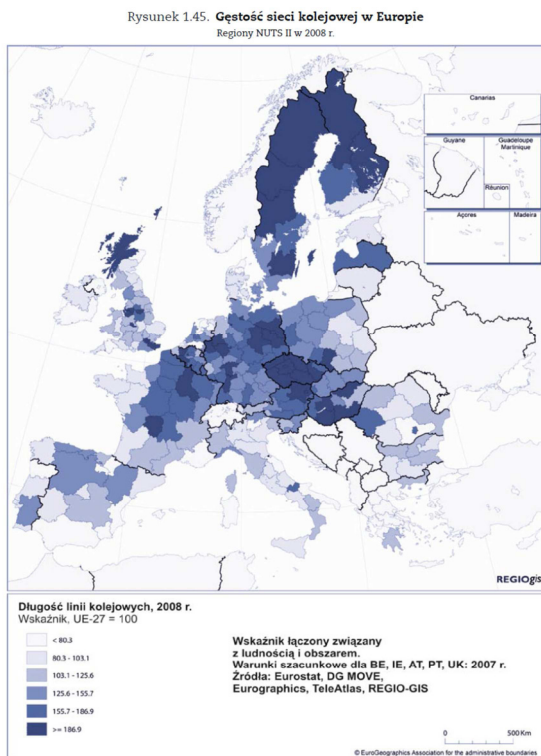 Rysunek 1.45. Gęstość sieci kolejowej w Europie
Regiony NUTS II w 2008 r.
Canarias
Guyane
Guadeloupe
Martinique
Réunion
Açores
Madeira
REGIOgis
Długość linii kolejowych, 2008 r.
Wskaźnik, UE-27 = 100
< 80.3
80.3 - 103.1
103.1 - 125.6
125.6 - 155.7
155.7 - 186.9
>= 186.9
Wskaźnik łączony związany
z ludnością i obszarem.
Warunki szacunkowe dla BE, IE, AT, PT, UK: 2007 r.
Źródła: Eurostat, DG MOVE,
Eurographics, TeleAtlas, REGIO-GIS
0 500 Km
© EuroGeographics Association for the administrative boundaries